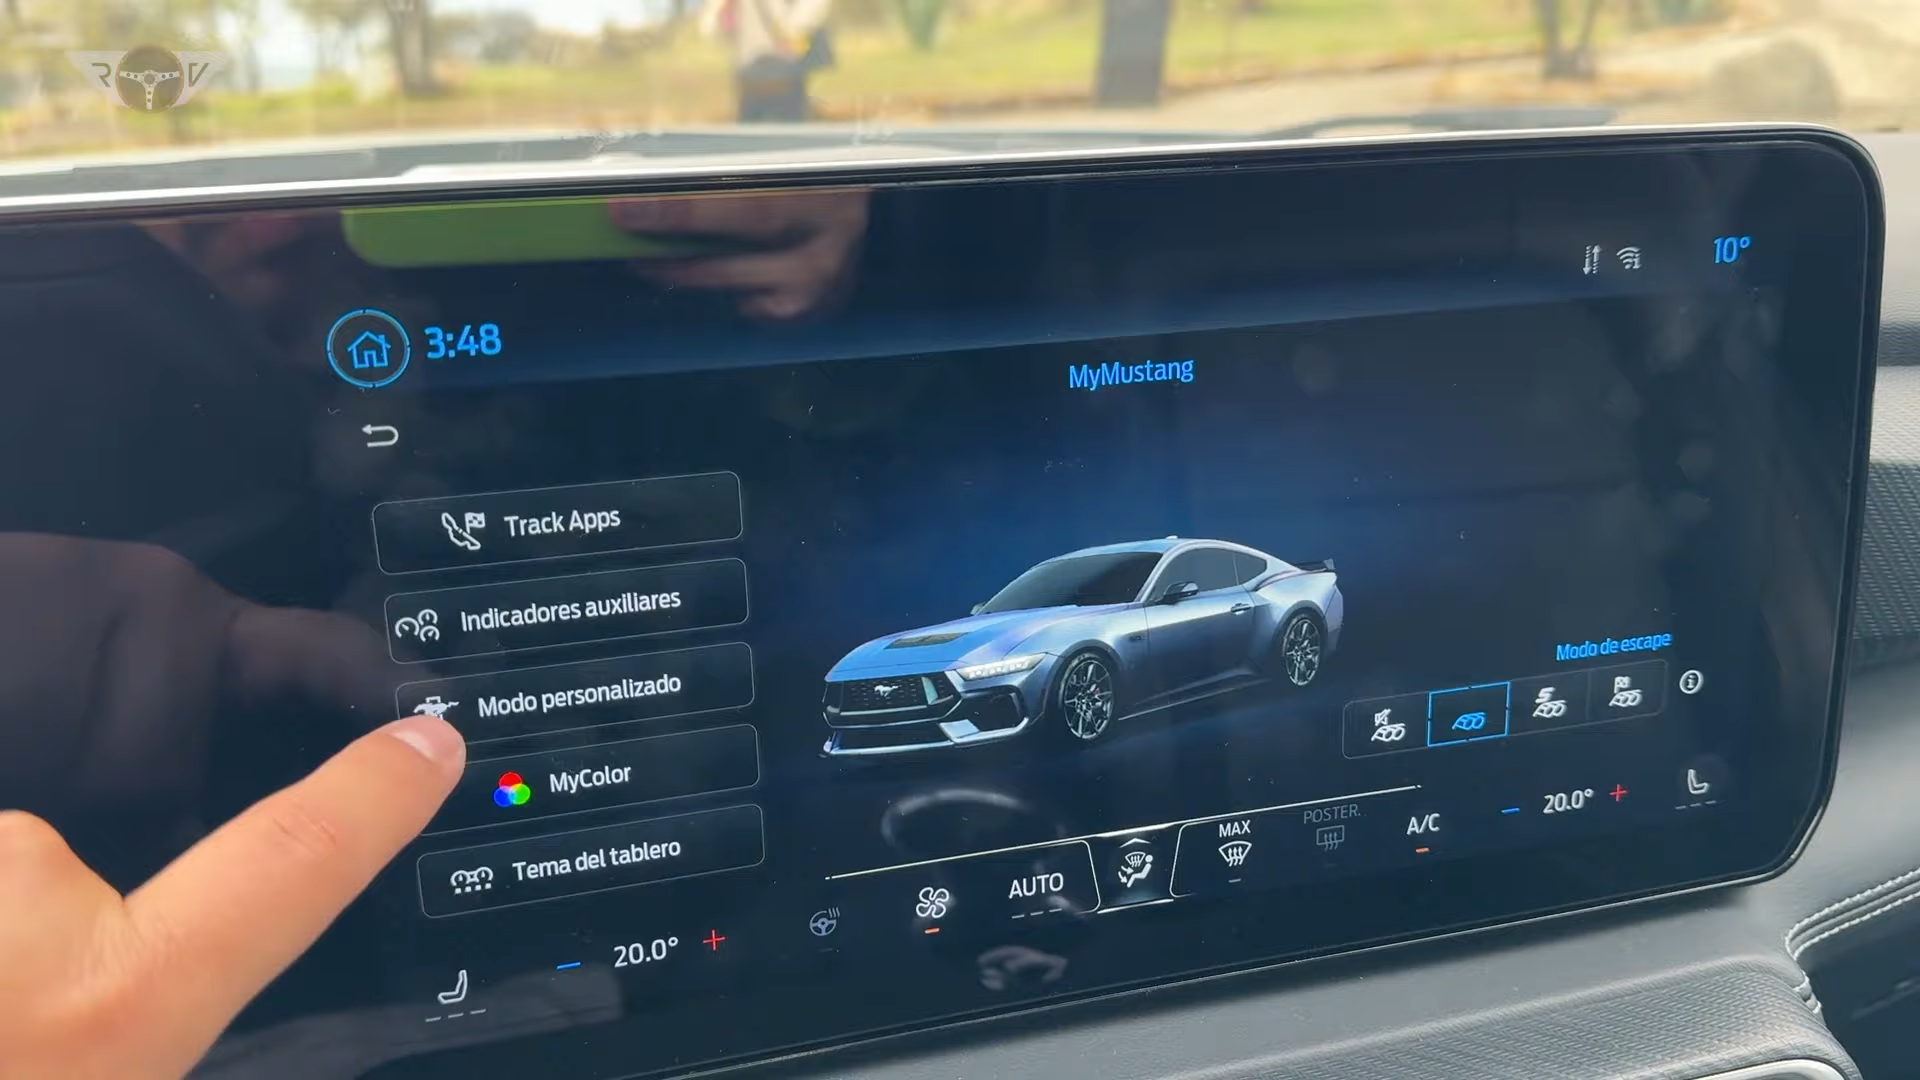 R V
10°
3:48
MyMustang
Track Apps
Indicadores auxiliares
Modo personalizado
MyColor
Tema del tablero
Modo de escape
S
20.0°
AUTO
MAX
POSTER.
A/C
20.0°